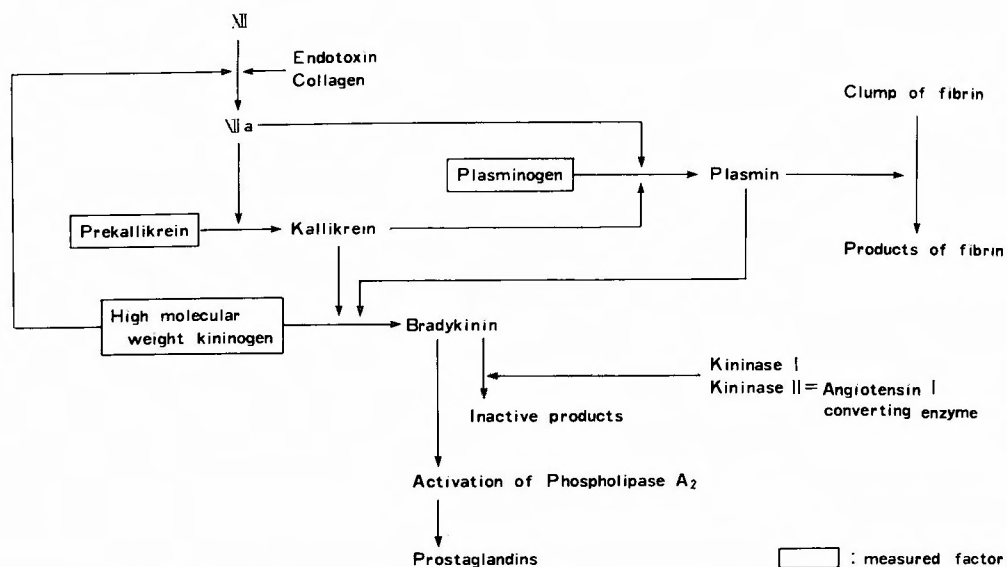 XII
Endotoxin
Collagen
XIIa
Clump of fibrin
Plasminogen
Plasmin
Prekallikrein
Kallikrein
Products of fibrin
High molecular
weight kininogen
Bradykinin
Kininase I
Kininase II = Angiotensin I
converting enzyme
Inactive products
Activation of Phospholipase A₂
Prostaglandins
: measured factor